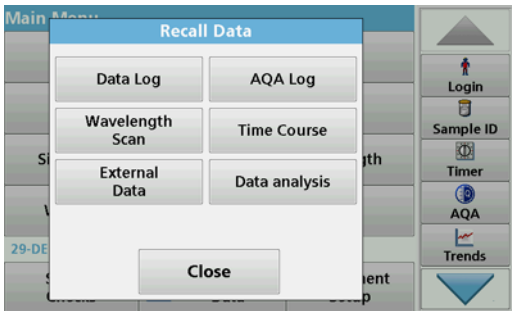 Main Menu
Recall Data
Data Log
AQA Log
Wavelength
Scan
Time Course
External
Data
Data analysis
Close
29-DE
Login
Sample ID
Timer
AQA
Trends